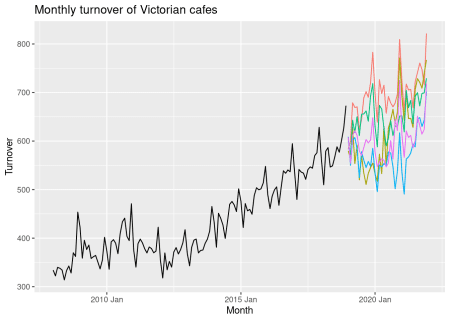 Monthly turnover of Victorian cafes
800
700
600
500
400
300
Turnover
2010 Jan
2015 Jan
2020 Jan
Month